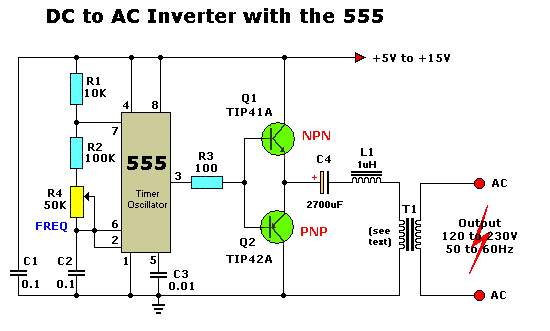 DC to AC Inverter with the 555
+5V to +15V
R1
10K
4
8
Q1
TIP41A
7
NPN
R2
100K
555
R3
100
C4
L1
1uH
Timer
Oscillator
3
+
R4
50K
2700uF
AC
T1
FREQ
6
2
PNP
(see
text)
Output
120 to 230V
50 to 60Hz
Q2
TIP42A
1
5
C1
0.1
C2
0.1
C3
0.01
AC